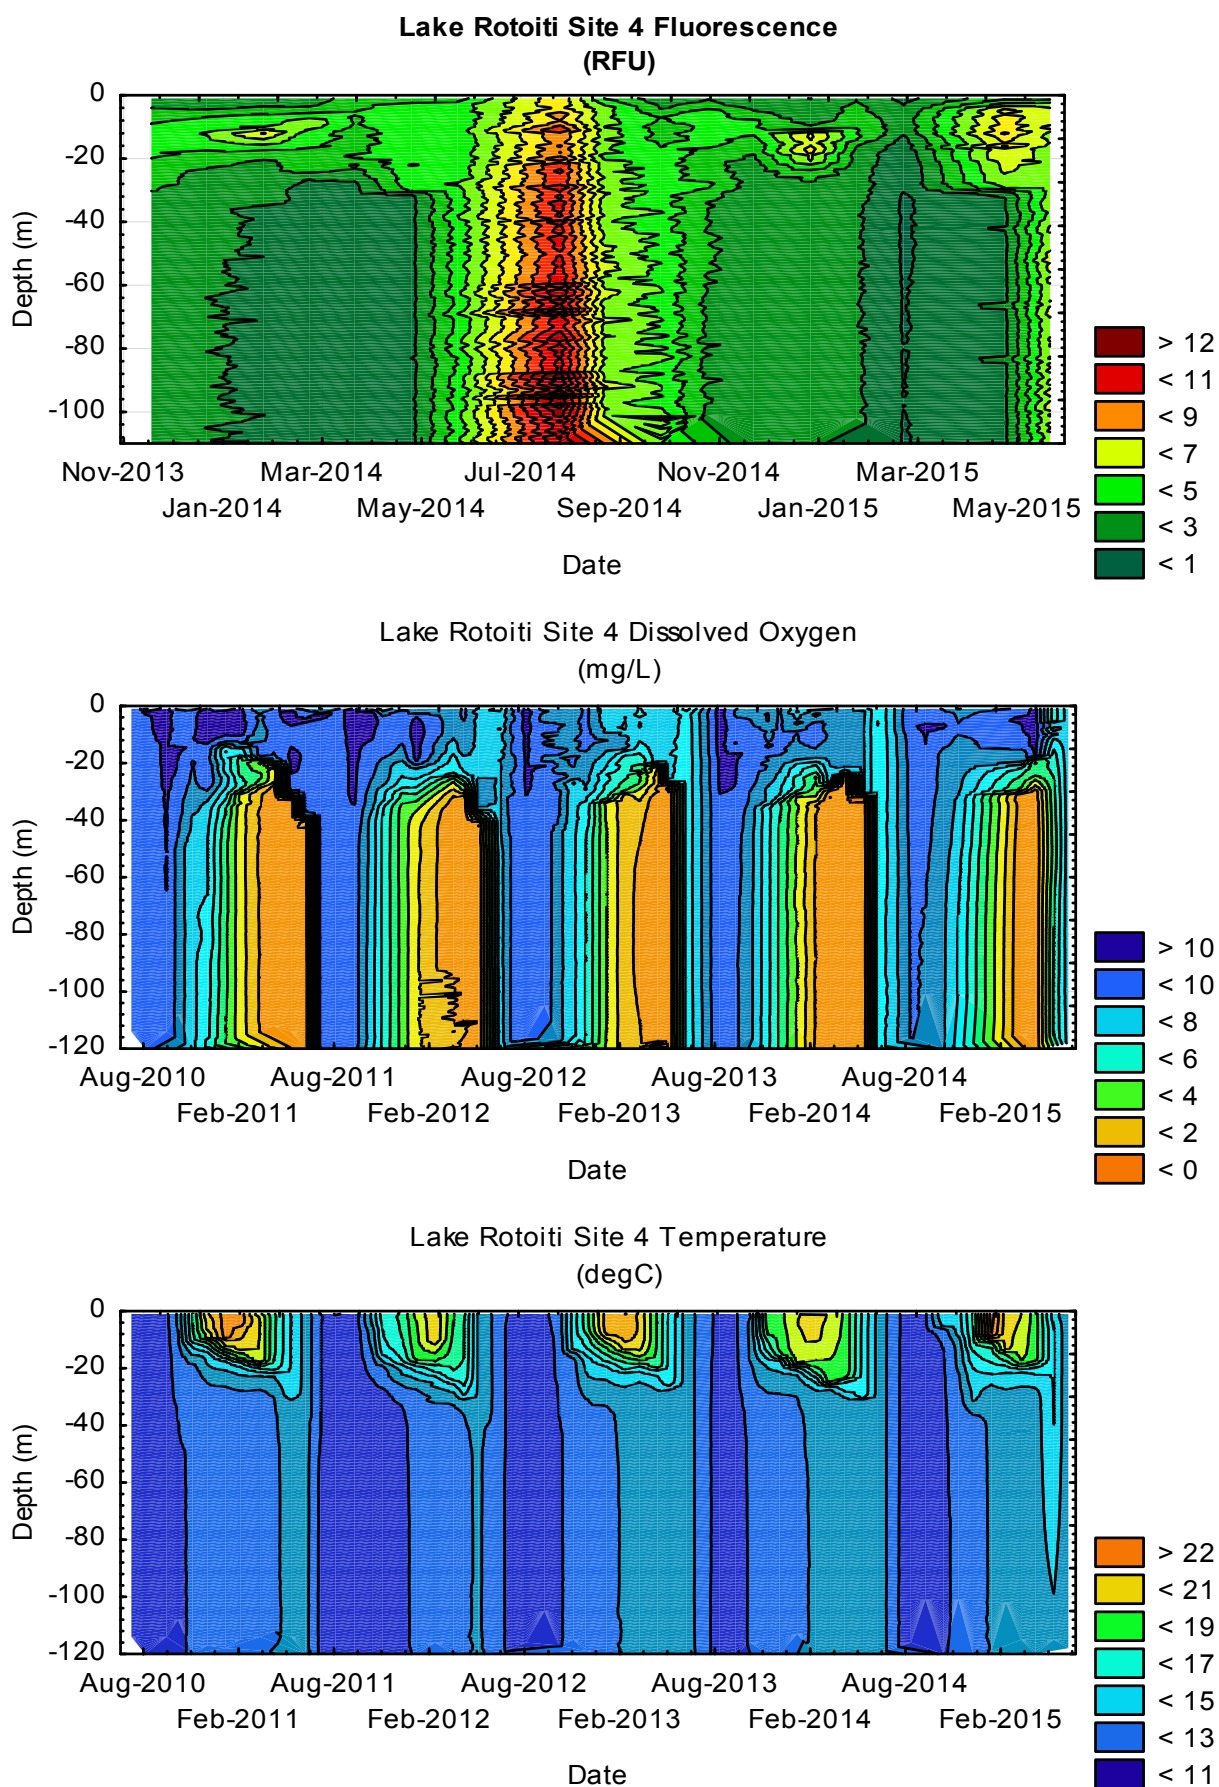 Lake Rotoiti Site 4 Fluorescence
(RFU)
0
-20
-40
-60
-80
-100
Depth (m)
Nov-2013 Mar-2014 Jul-2014 Nov-2014 Mar-2015
Jan-2014 May-2014 Sep-2014 Jan-2015 May-2015
Date
> 12
< 11
< 9
< 7
< 5
< 3
< 1
Lake Rotoiti Site 4 Dissolved Oxygen
(mg/L)
0
-20
-40
-60
-80
-100
-120
Depth (m)
Aug-2010 Aug-2011 Aug-2012 Aug-2013 Aug-2014
Feb-2011 Feb-2012 Feb-2013 Feb-2014 Feb-2015
Date
> 10
< 10
< 8
< 6
< 4
< 2
< 0
Lake Rotoiti Site 4 Temperature
(degC)
0
-20
-40
-60
-80
-100
-120
Depth (m)
Aug-2010 Aug-2011 Aug-2012 Aug-2013 Aug-2014
Feb-2011 Feb-2012 Feb-2013 Feb-2014 Feb-2015
Date
> 22
< 21
< 19
< 17
< 15
< 13
< 11